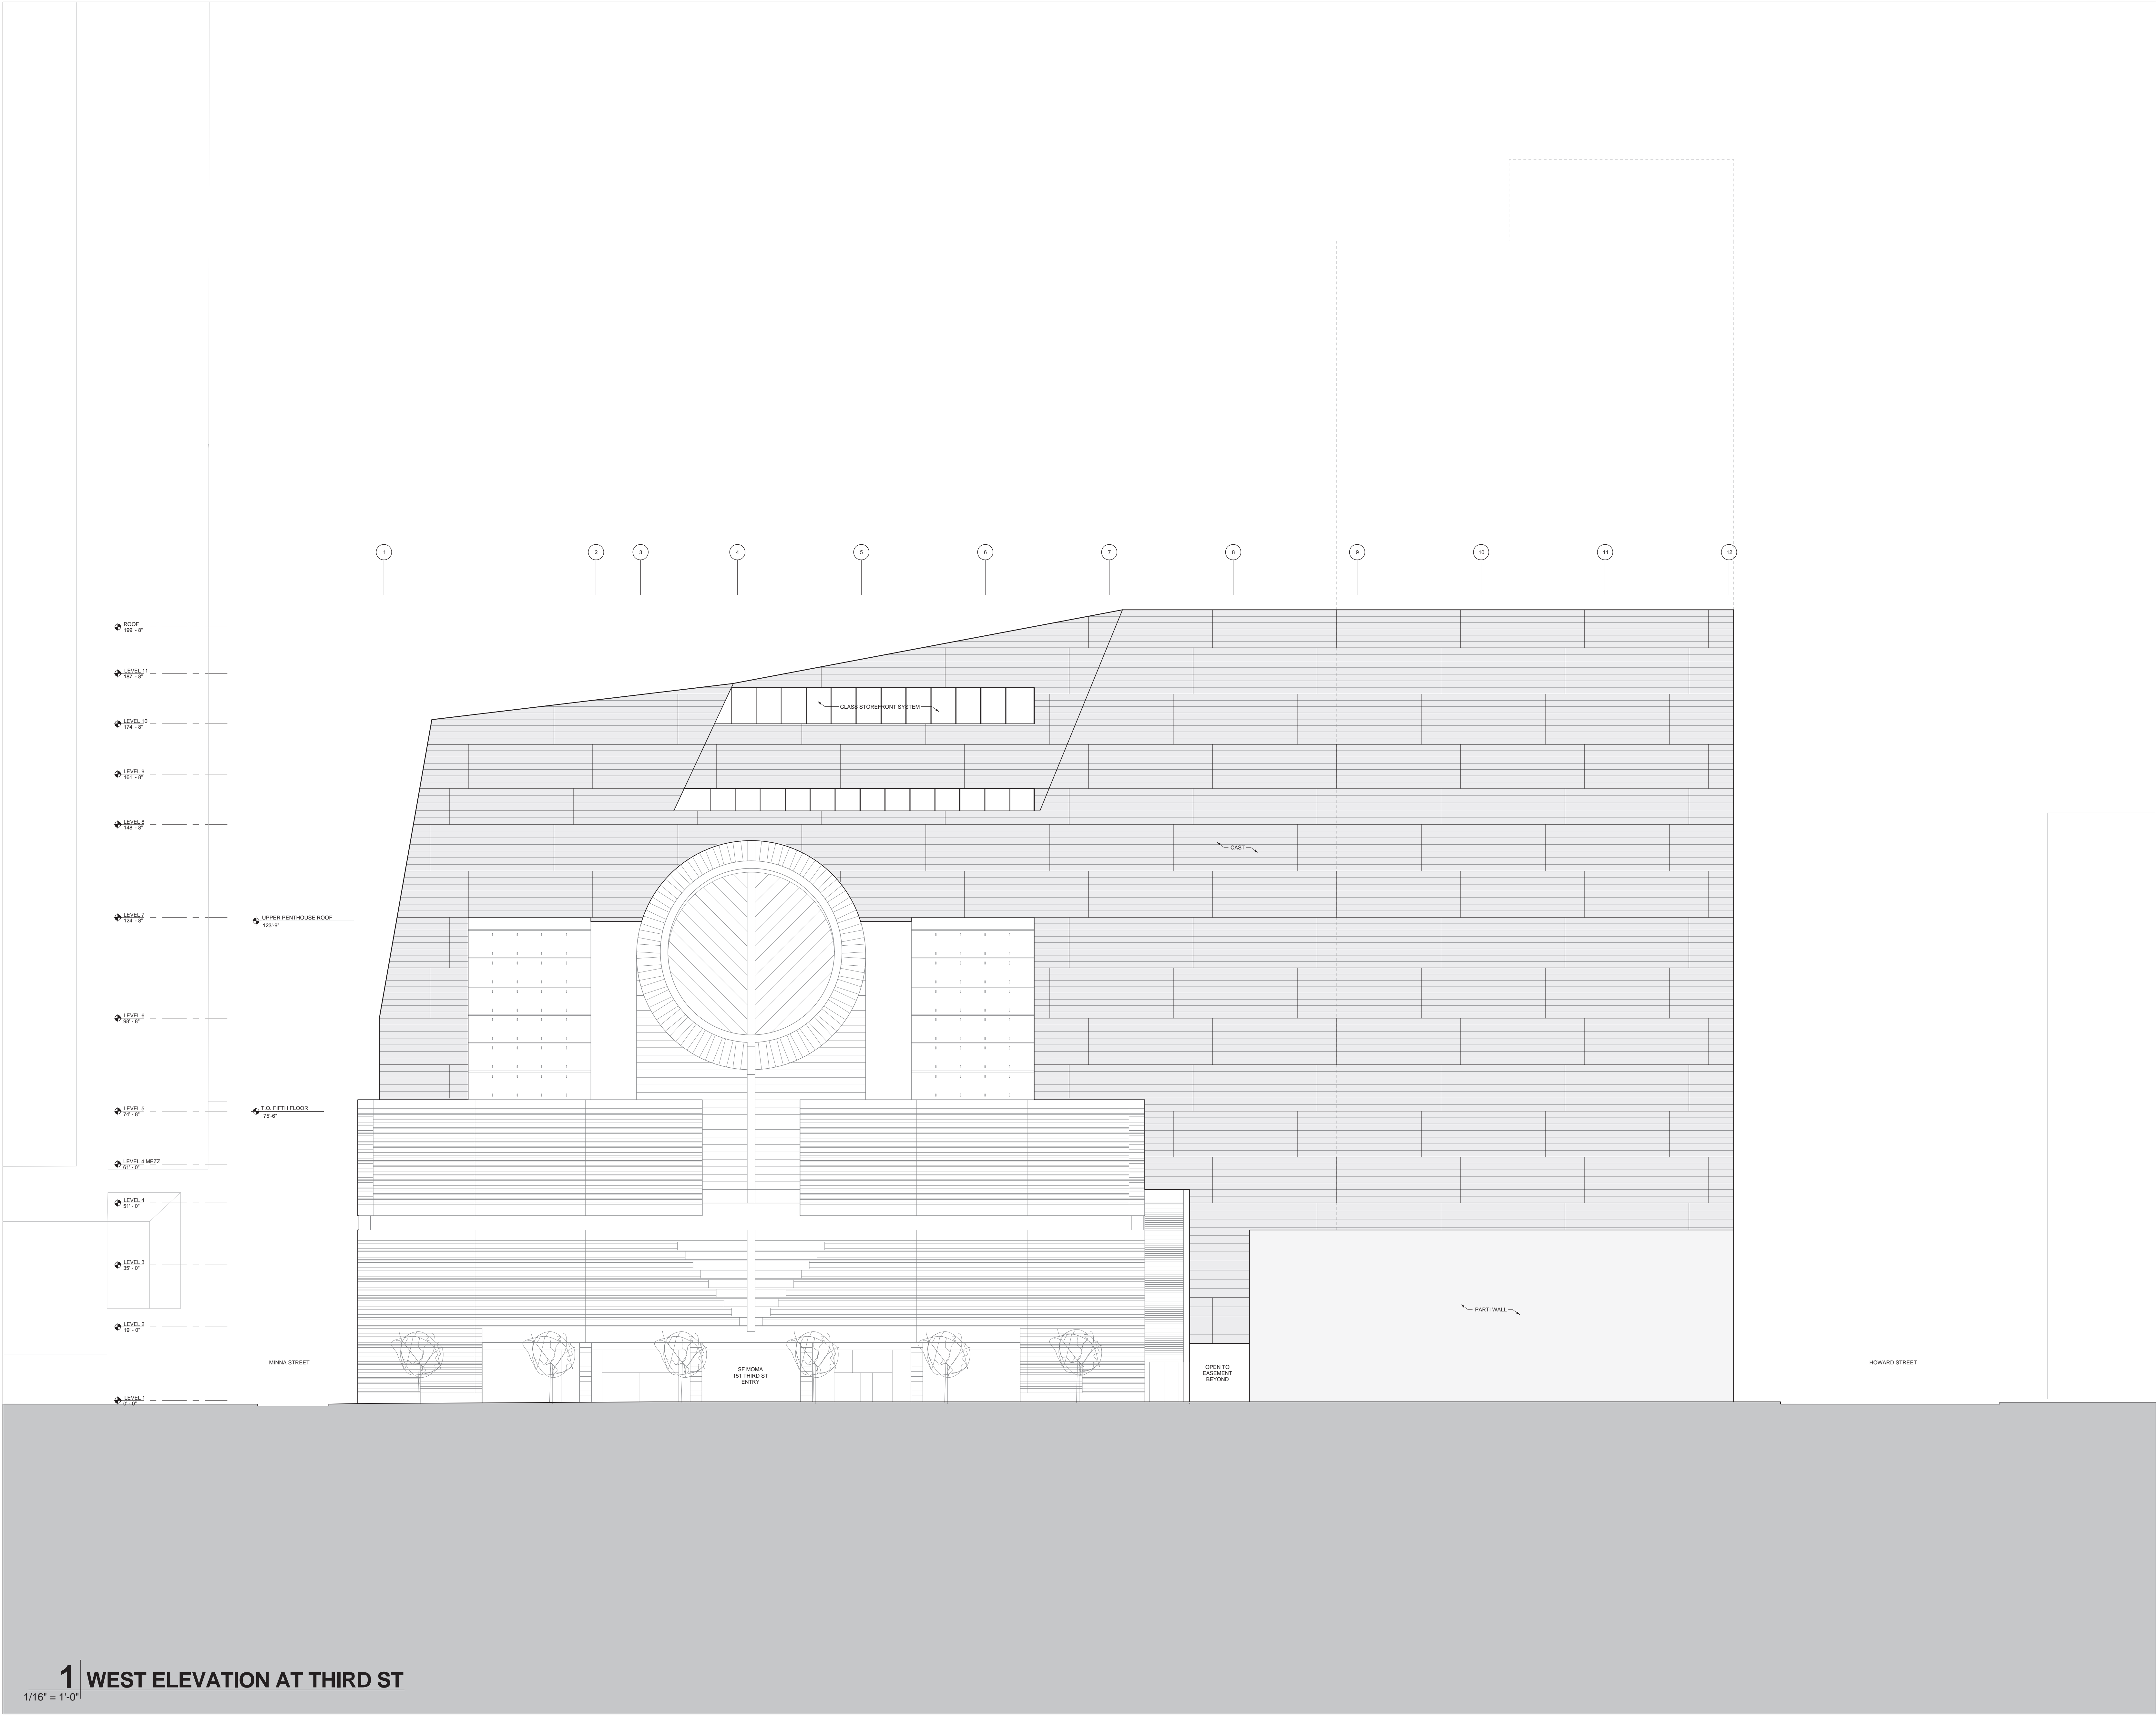 1 2 3 4 5 6 7 8 9 10 11 12
ROOF
199' - 8"
LEVEL 11
187' - 8"
LEVEL 10
174' - 8"
GLASS STOREFRONT SYSTEM
LEVEL 9
161' - 8"
LEVEL 8
148' - 8"
CAST
LEVEL 7
124' - 8"
UPPER PENTHOUSE ROOF
123'-9"
LEVEL 6
98' - 8"
LEVEL 5
74' - 8"
T.O. FIFTH FLOOR
75'-6"
LEVEL 4 MEZZ
61' - 0"
LEVEL 4
51' - 0"
LEVEL 3
35' - 0"
PARTI WALL
LEVEL 2
19' - 0"
MINNA STREET
SF MOMA
151 THIRD ST
ENTRY
OPEN TO
EASEMENT
BEYOND
HOWARD STREET
LEVEL 1
0' - 0"
1 WEST ELEVATION AT THIRD ST
1/16" = 1'-0"